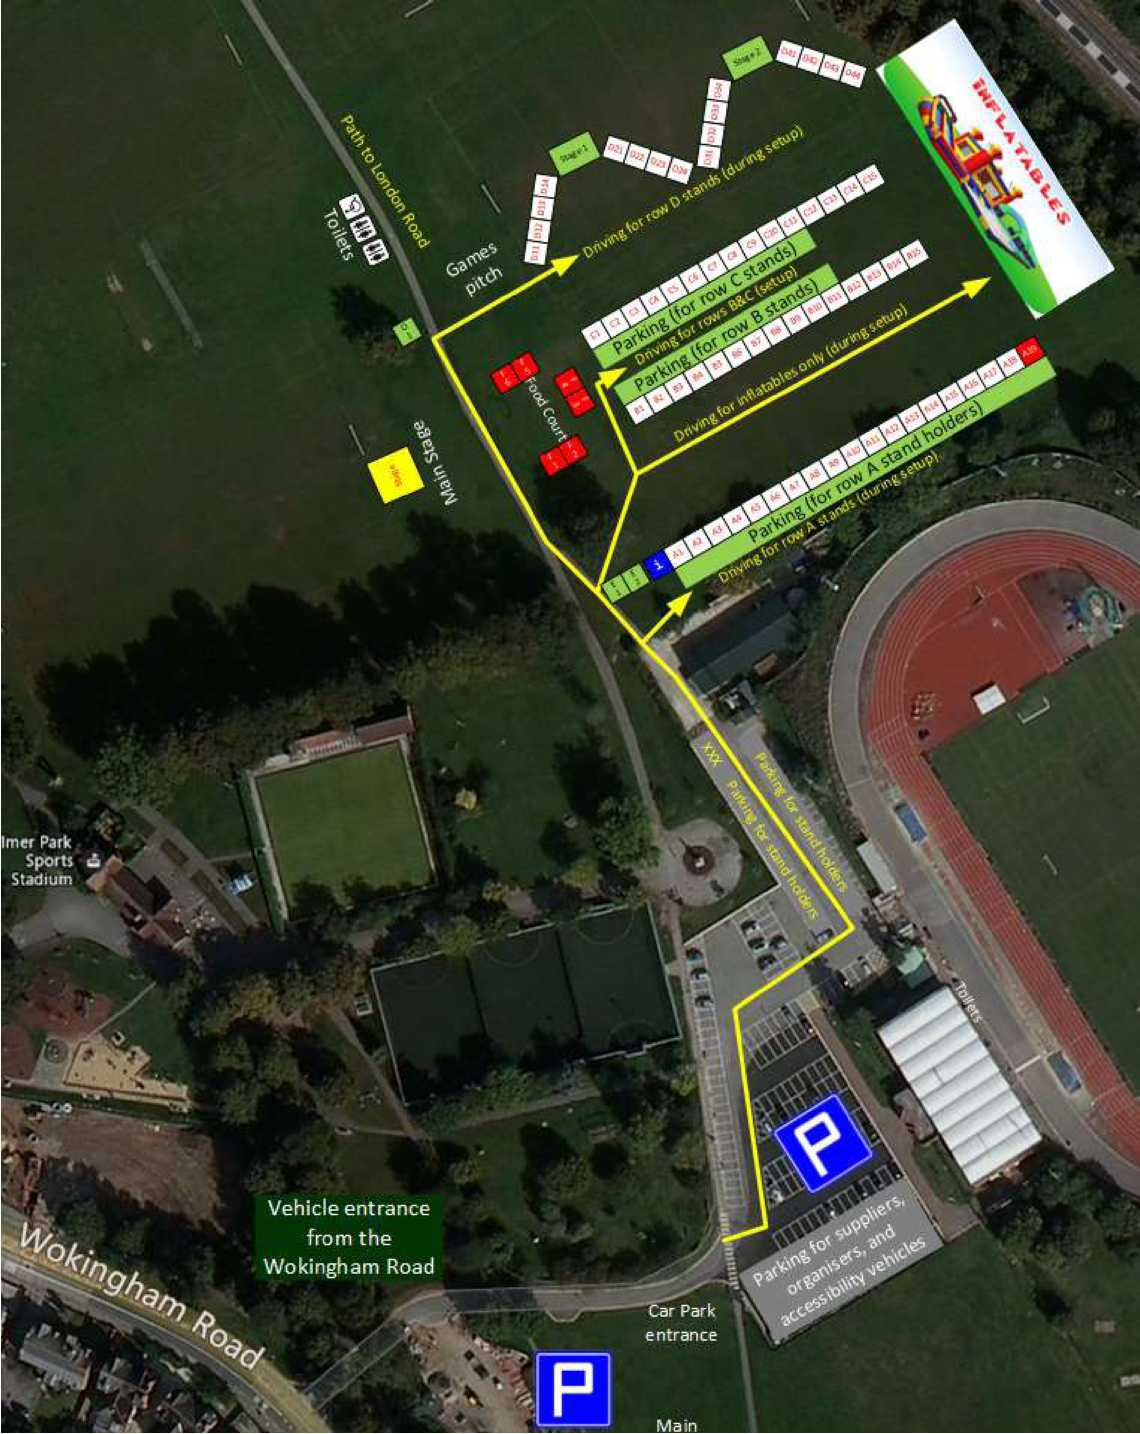 D41 D42 D43 D44
Stage 2
INFLATABLES
D34
D33
D32
D31
Stage 1
D21 D22 D23 D24
D14
D13
D12
D11
Path to London Road
Toilets
Games
pitch
Driving for row D stands (during setup)
C1 C2 C3 C4 C5 C6 C7 C8 C9 C10 C11 C12 C13 C14 C15
Parking (for row C stands)
Driving for rows B&C (setup)
Parking (for row B stands)
B1 B2 B3 B4 B5 B6 B7 B8 B9 B10 B11 B12 B13 B14 B15
Driving for inflatables only (during setup)
Food Court
Main Stage
Stage
i A1 A2 A3 A4 A5 A6 A7 A8 A9 A10 A11 A12 A13 A14 A15 A16 A17 A18 A19
Parking (for row A stand holders)
Driving for row A stands (during setup)
XXX Parking for stand holders
Parking for stand holders
lmer Park
Sports
Stadium
Toilets
P
Parking for suppliers,
organisers, and
accessibility vehicles
Vehicle entrance
from the
Wokingham Road
Wokingham Road
Car Park
entrance
P
Main